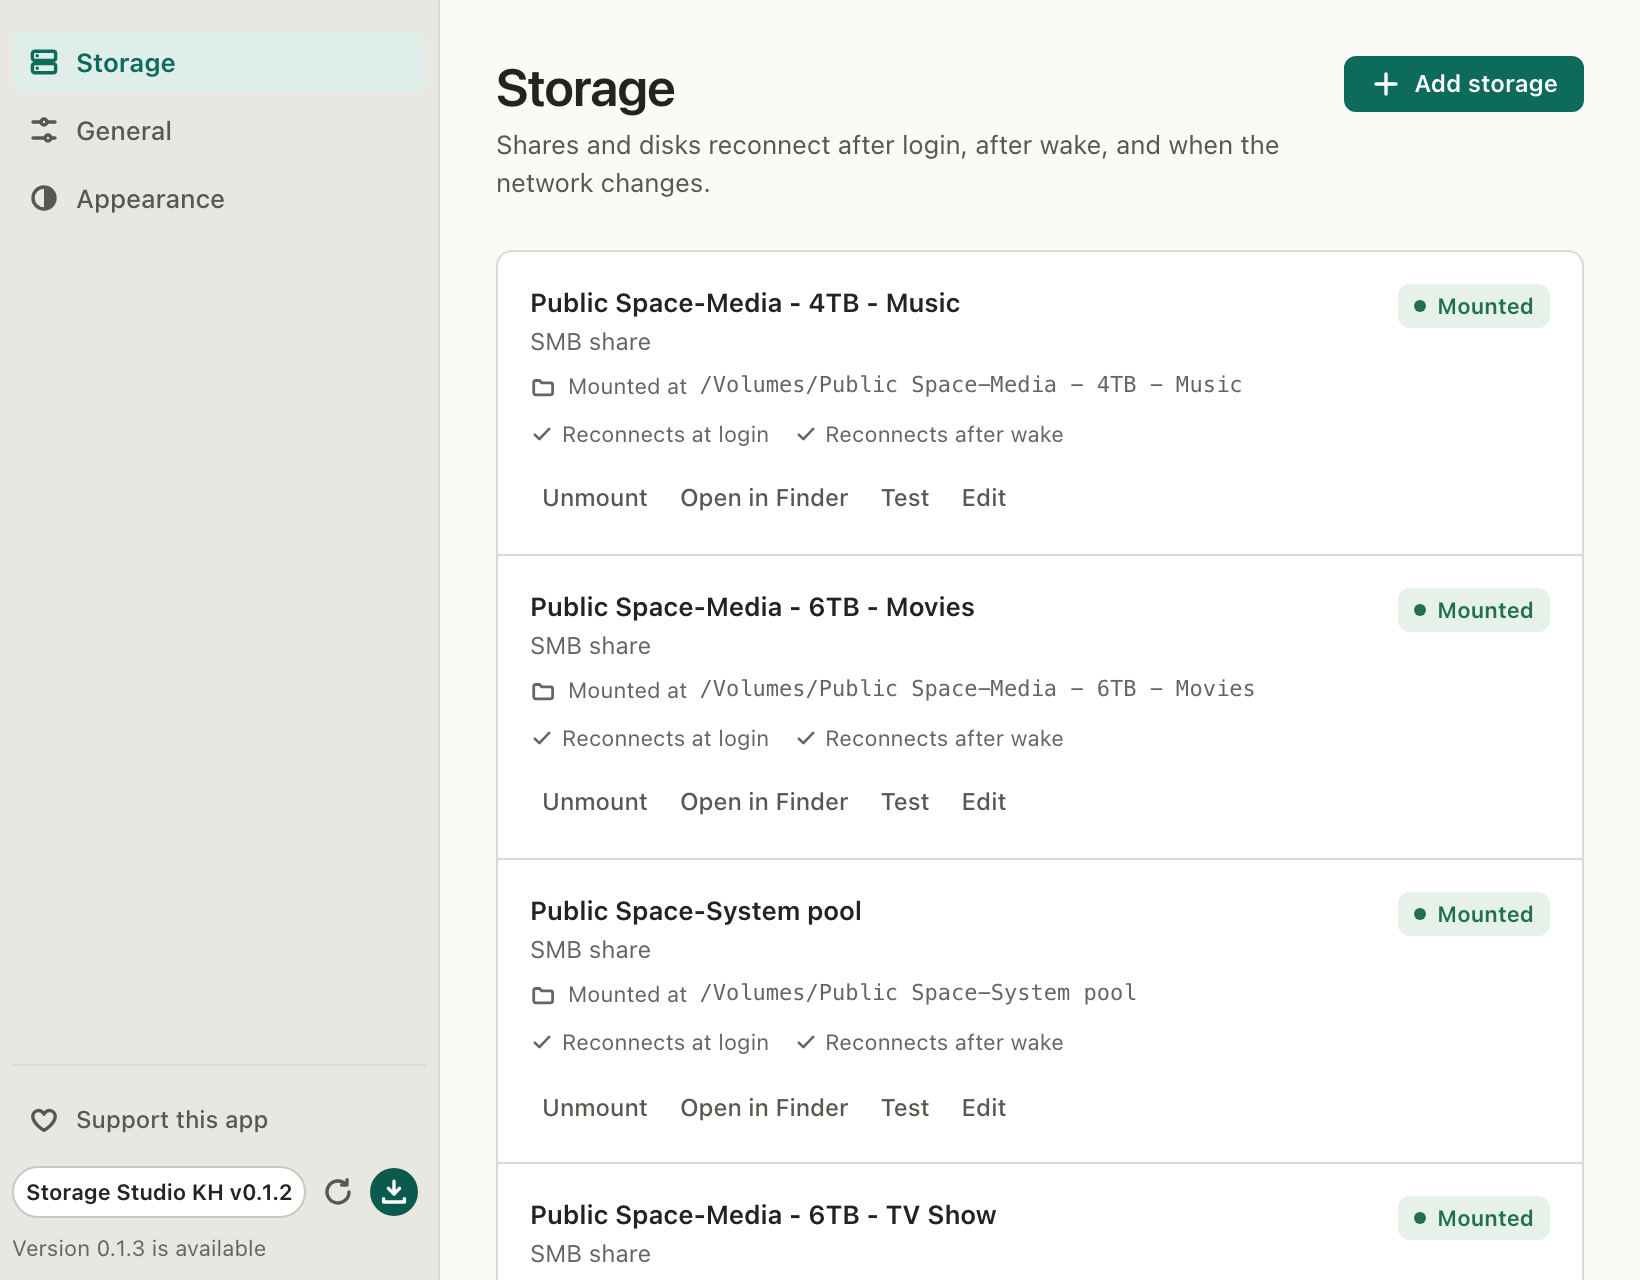 Storage
General
Appearance
Support this app
Storage Studio KH v0.1.2
Version 0.1.3 is available
Storage
Add storage
Shares and disks reconnect after login, after wake, and when the
network changes.
Public Space-Media - 4TB - Music
Mounted
SMB share
Mounted at /Volumes/Public Space-Media - 4TB - Music
Reconnects at login Reconnects after wake
Unmount Open in Finder Test Edit
Public Space-Media - 6TB - Movies
Mounted
SMB share
Mounted at /Volumes/Public Space-Media - 6TB - Movies
Reconnects at login Reconnects after wake
Unmount Open in Finder Test Edit
Public Space-System pool
Mounted
SMB share
Mounted at /Volumes/Public Space-System pool
Reconnects at login Reconnects after wake
Unmount Open in Finder Test Edit
Public Space-Media - 6TB - TV Show
Mounted
SMB share